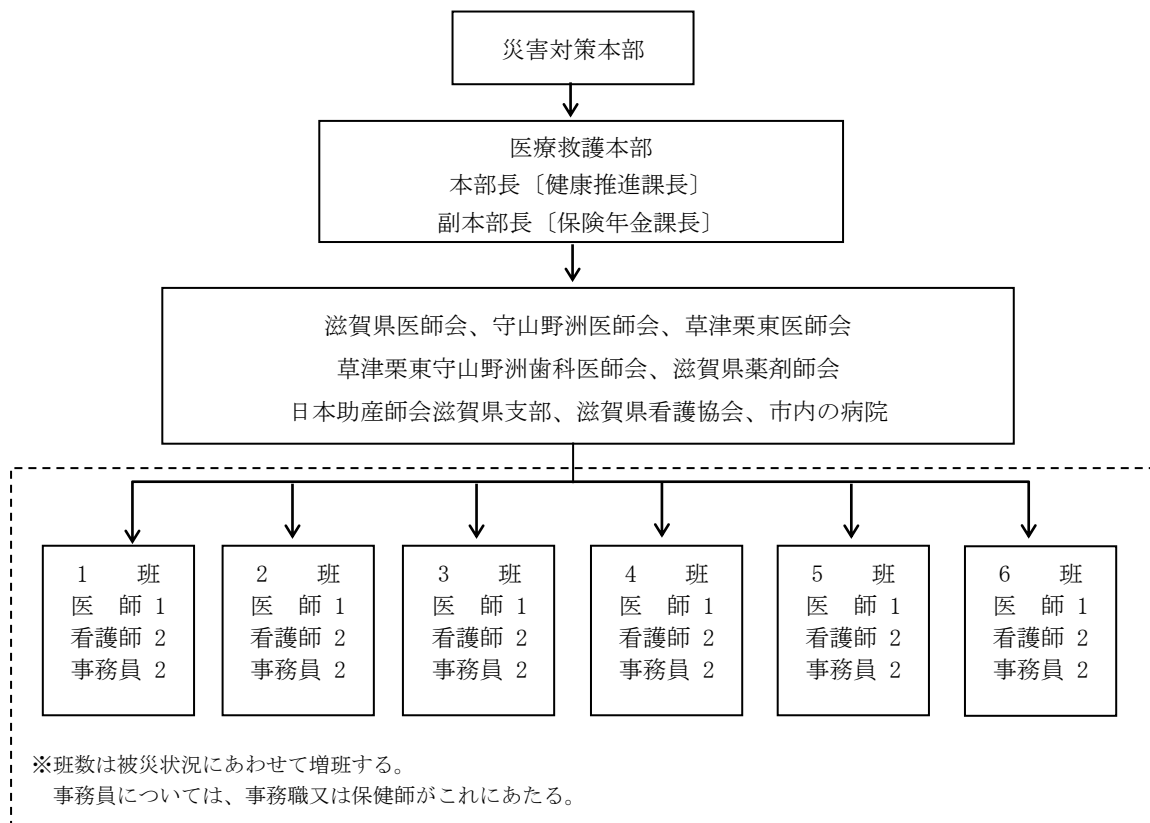 災害対策本部
医療救護本部
本部長〔健康推進課長〕
副本部長〔保険年金課長〕
滋賀県医師会、守山野洲医師会、草津栗東医師会
草津栗東守山野洲歯科医師会、滋賀県薬剤師会
日本助産師会滋賀県支部、滋賀県看護協会、市内の病院
1　班
医　師 1
看護師 2
事務員 2
2　班
医　師 1
看護師 2
事務員 2
3　班
医　師 1
看護師 2
事務員 2
4　班
医　師 1
看護師 2
事務員 2
5　班
医　師 1
看護師 2
事務員 2
6　班
医　師 1
看護師 2
事務員 2
※班数は被災状況にあわせて増班する。
事務員については、事務職又は保健師がこれにあたる。